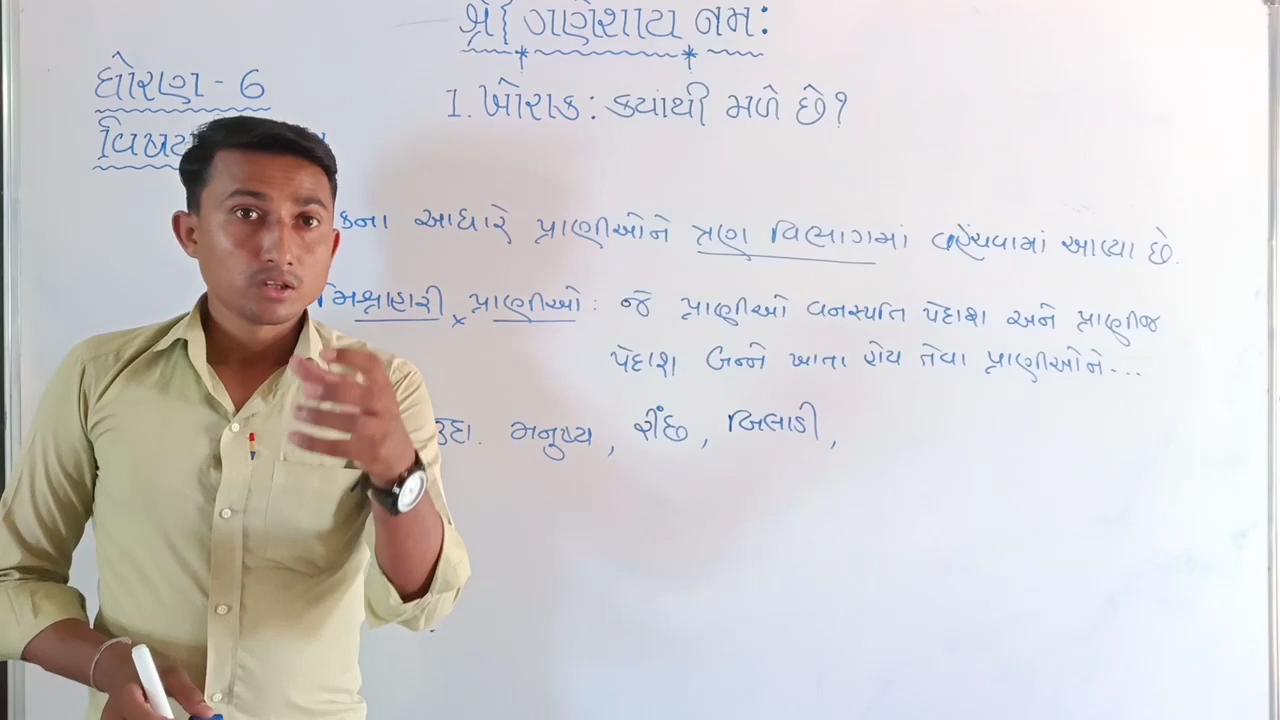 શ્રી ગણેશાય નમ:
ધોરણ - 6
1. ખોરાક : કયાંથી મળે છે?
આધારે પ્રાણીઓને ત્રણ વિભાગમાં વહેંચવામાં આવ્યા છે.
મિશ્રાહારી પ્રાણીઓ : જે પ્રાણીઓ વનસ્પતિ પેદાશ અને પ્રાણીજ
પેદાશ બન્ને ખાતા હોય તેવા પ્રાણીઓને...
ઉદા. મનુષ્ય, રીંછ, બિલાડી,